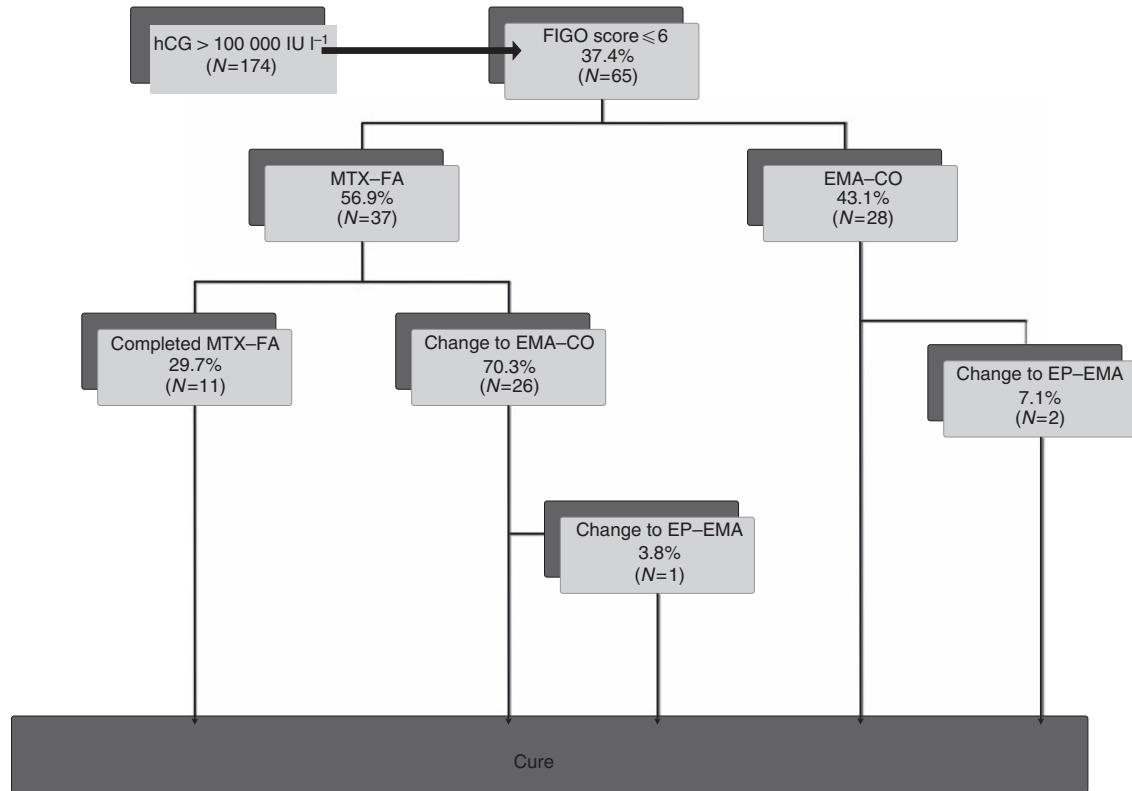 hCG > 100 000 IU l⁻¹
(N=174)
FIGO score ⩽ 6
37.4%
(N=65)
MTX–FA
56.9%
(N=37)
EMA–CO
43.1%
(N=28)
Completed MTX–FA
29.7%
(N=11)
Change to EMA–CO
70.3%
(N=26)
Change to EP–EMA
7.1%
(N=2)
Change to EP–EMA
3.8%
(N=1)
Cure